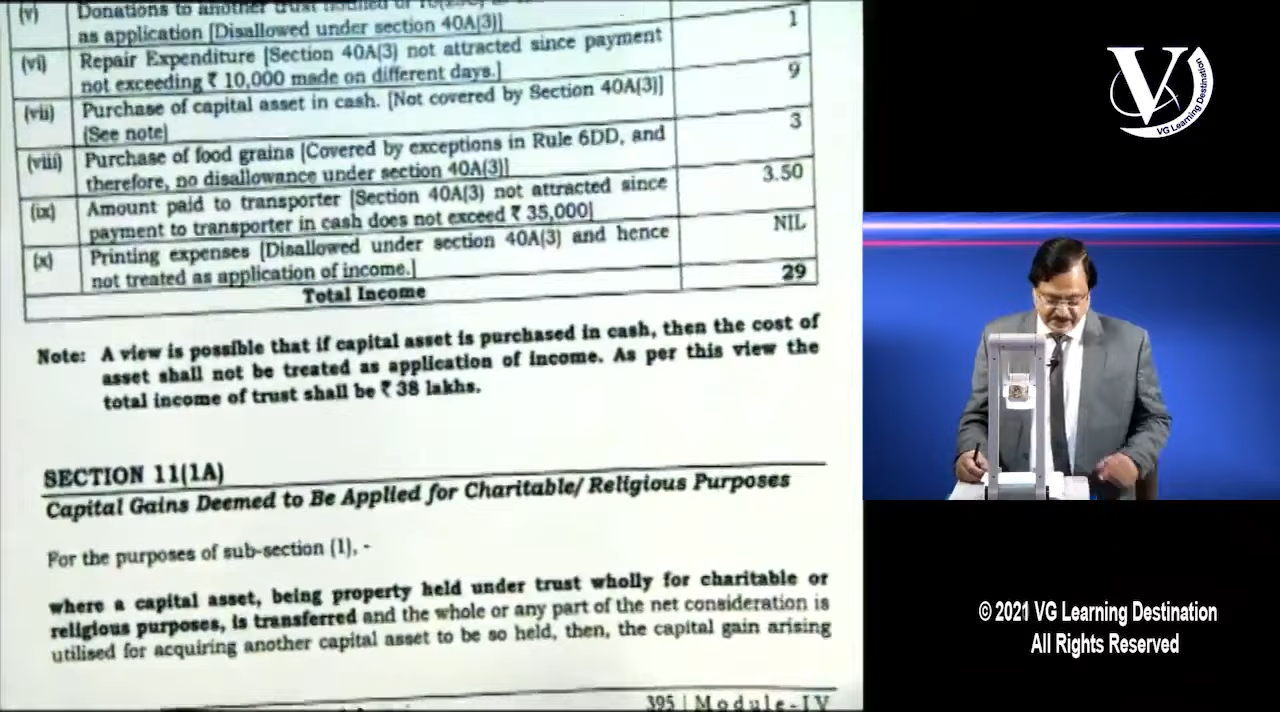 (v) Donations to another trust
as application [Disallowed under section 40A(3)]
(vi) Repair Expenditure [Section 40A(3) not attracted since payment 1
not exceeding ₹ 10,000 made on different days.]
(vii) Purchase of capital asset in cash. [Not covered by Section 40A(3)] 9
(See note)
(viii) Purchase of food grains [Covered by exceptions in Rule 6DD, and 3
therefore, no disallowance under section 40A(3)]
(ix) Amount paid to transporter [Section 40A(3) not attracted since 3.50
payment to transporter in cash does not exceed ₹ 35,000]
(x) Printing expenses [Disallowed under section 40A(3) and hence NIL
not treated as application of income.]
Total Income 29
Note: A view is possible that if capital asset is purchased in cash, then the cost of
asset shall not be treated as application of income. As per this view the
total income of trust shall be ₹ 38 lakhs.
SECTION 11(1A)
Capital Gains Deemed to Be Applied for Charitable/ Religious Purposes
For the purposes of sub-section (1), -
where a capital asset, being property held under trust wholly for charitable or
religious purposes, is transferred and the whole or any part of the net consideration is
utilised for acquiring another capital asset to be so held, then, the capital gain arising
395 | Module-IV
V
VG Learning Destination
© 2021 VG Learning Destination
All Rights Reserved